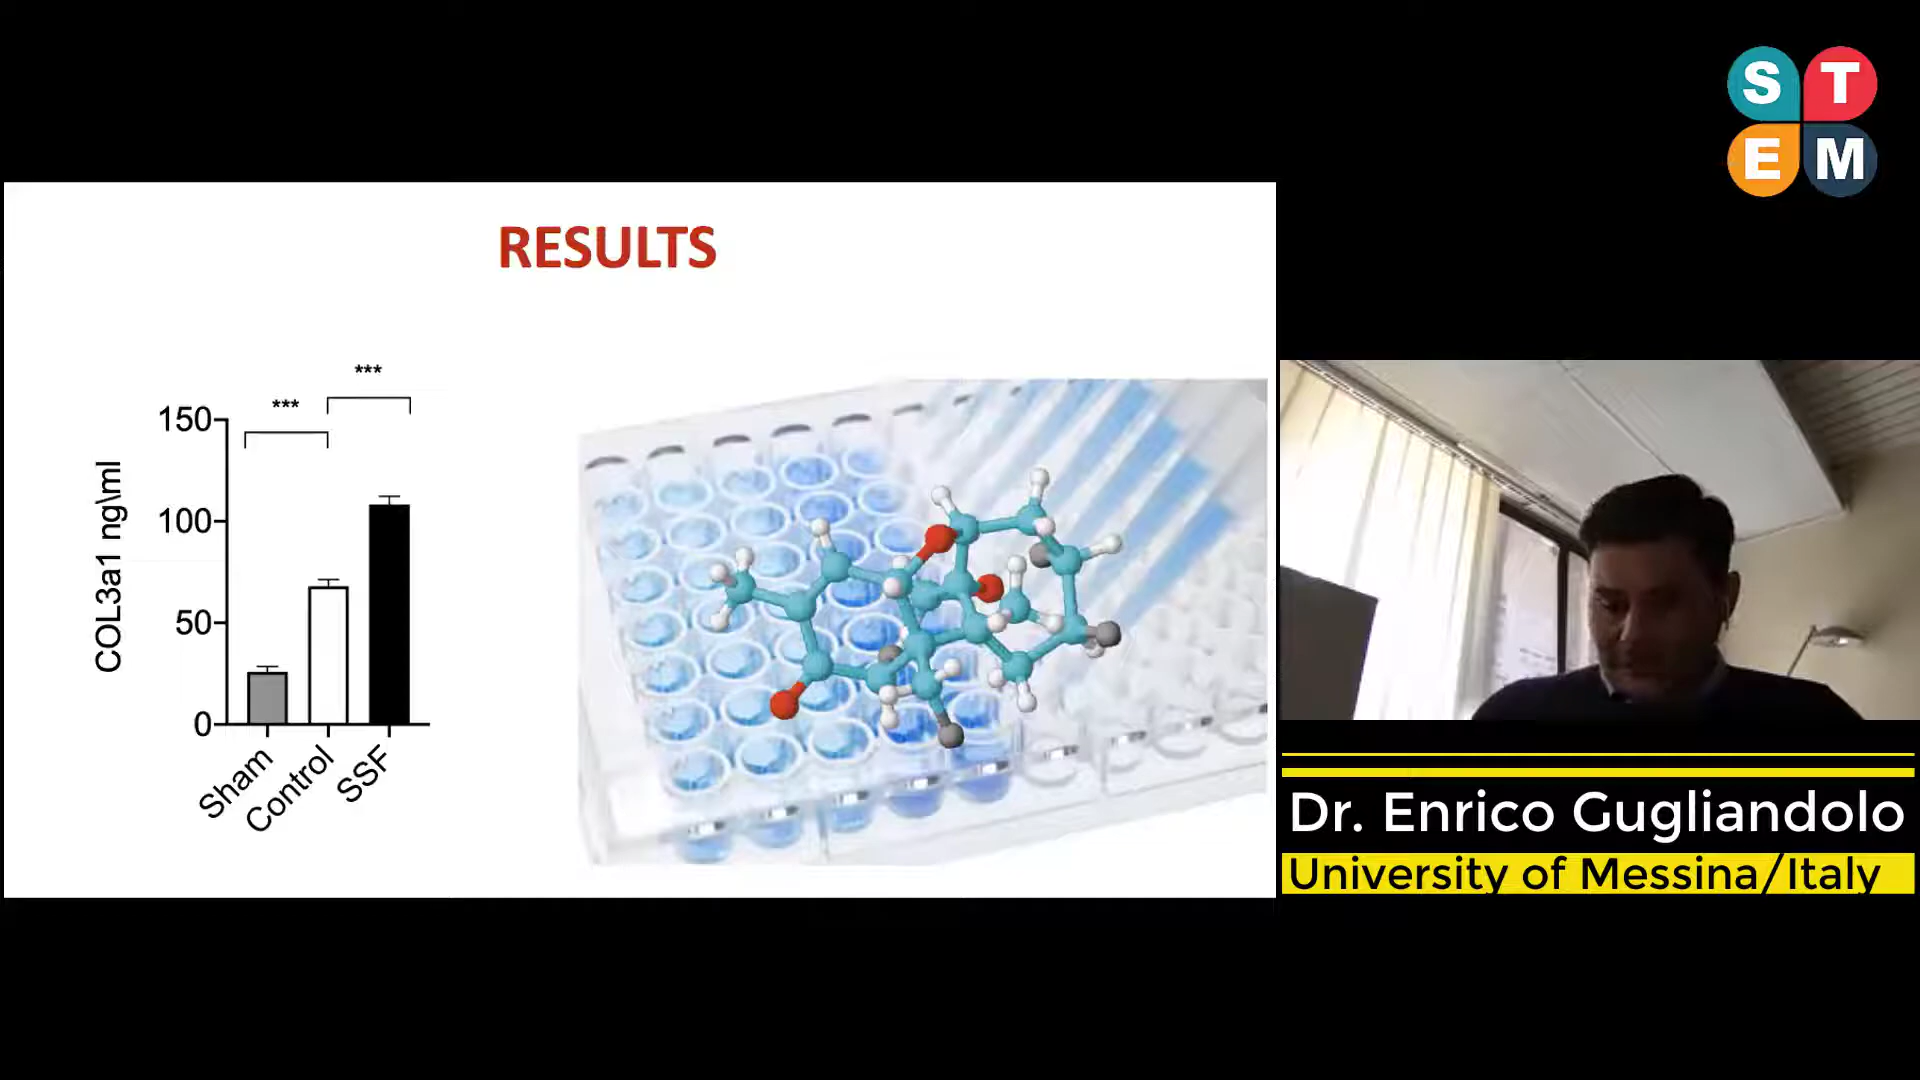 S T
E M
RESULTS
***
***
150
100
50
0
COL3a1 ng\ml
Sham
Control
SSF
Dr. Enrico Gugliandolo
University of Messina/Italy